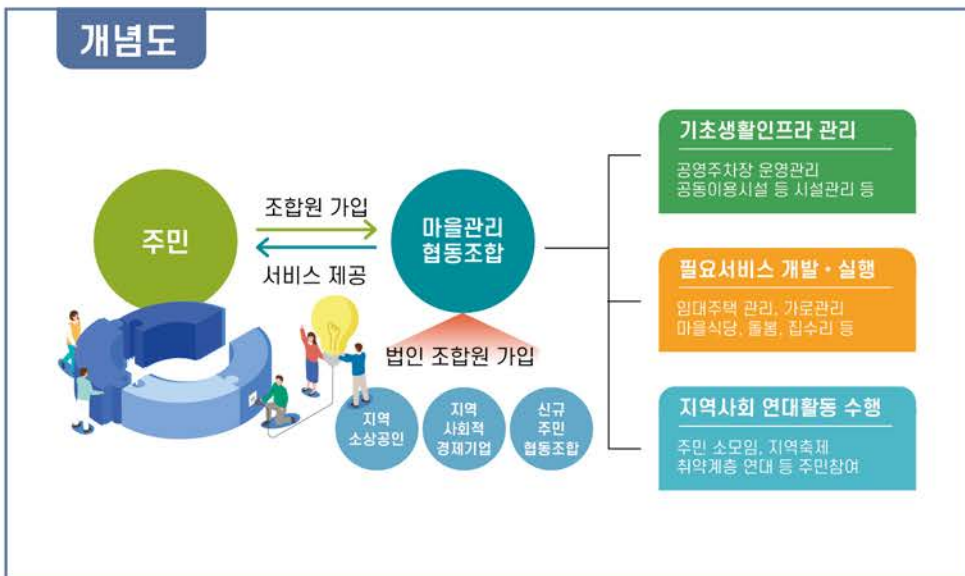 개념도
주민
조합원 가입
서비스 제공
마을관리
협동조합
법인 조합원 가입
지역
소상공인
지역
사회적
경제기업
신규
주민
협동조합
기초생활인프라 관리
공영주차장 운영관리
공동이용시설 등 시설관리 등
필요서비스 개발 · 실행
임대주택 관리, 가로관리
마을식당, 돌봄, 집수리 등
지역사회 연대활동 수행
주민 소모임, 지역축제
취약계층 연대 등 주민참여